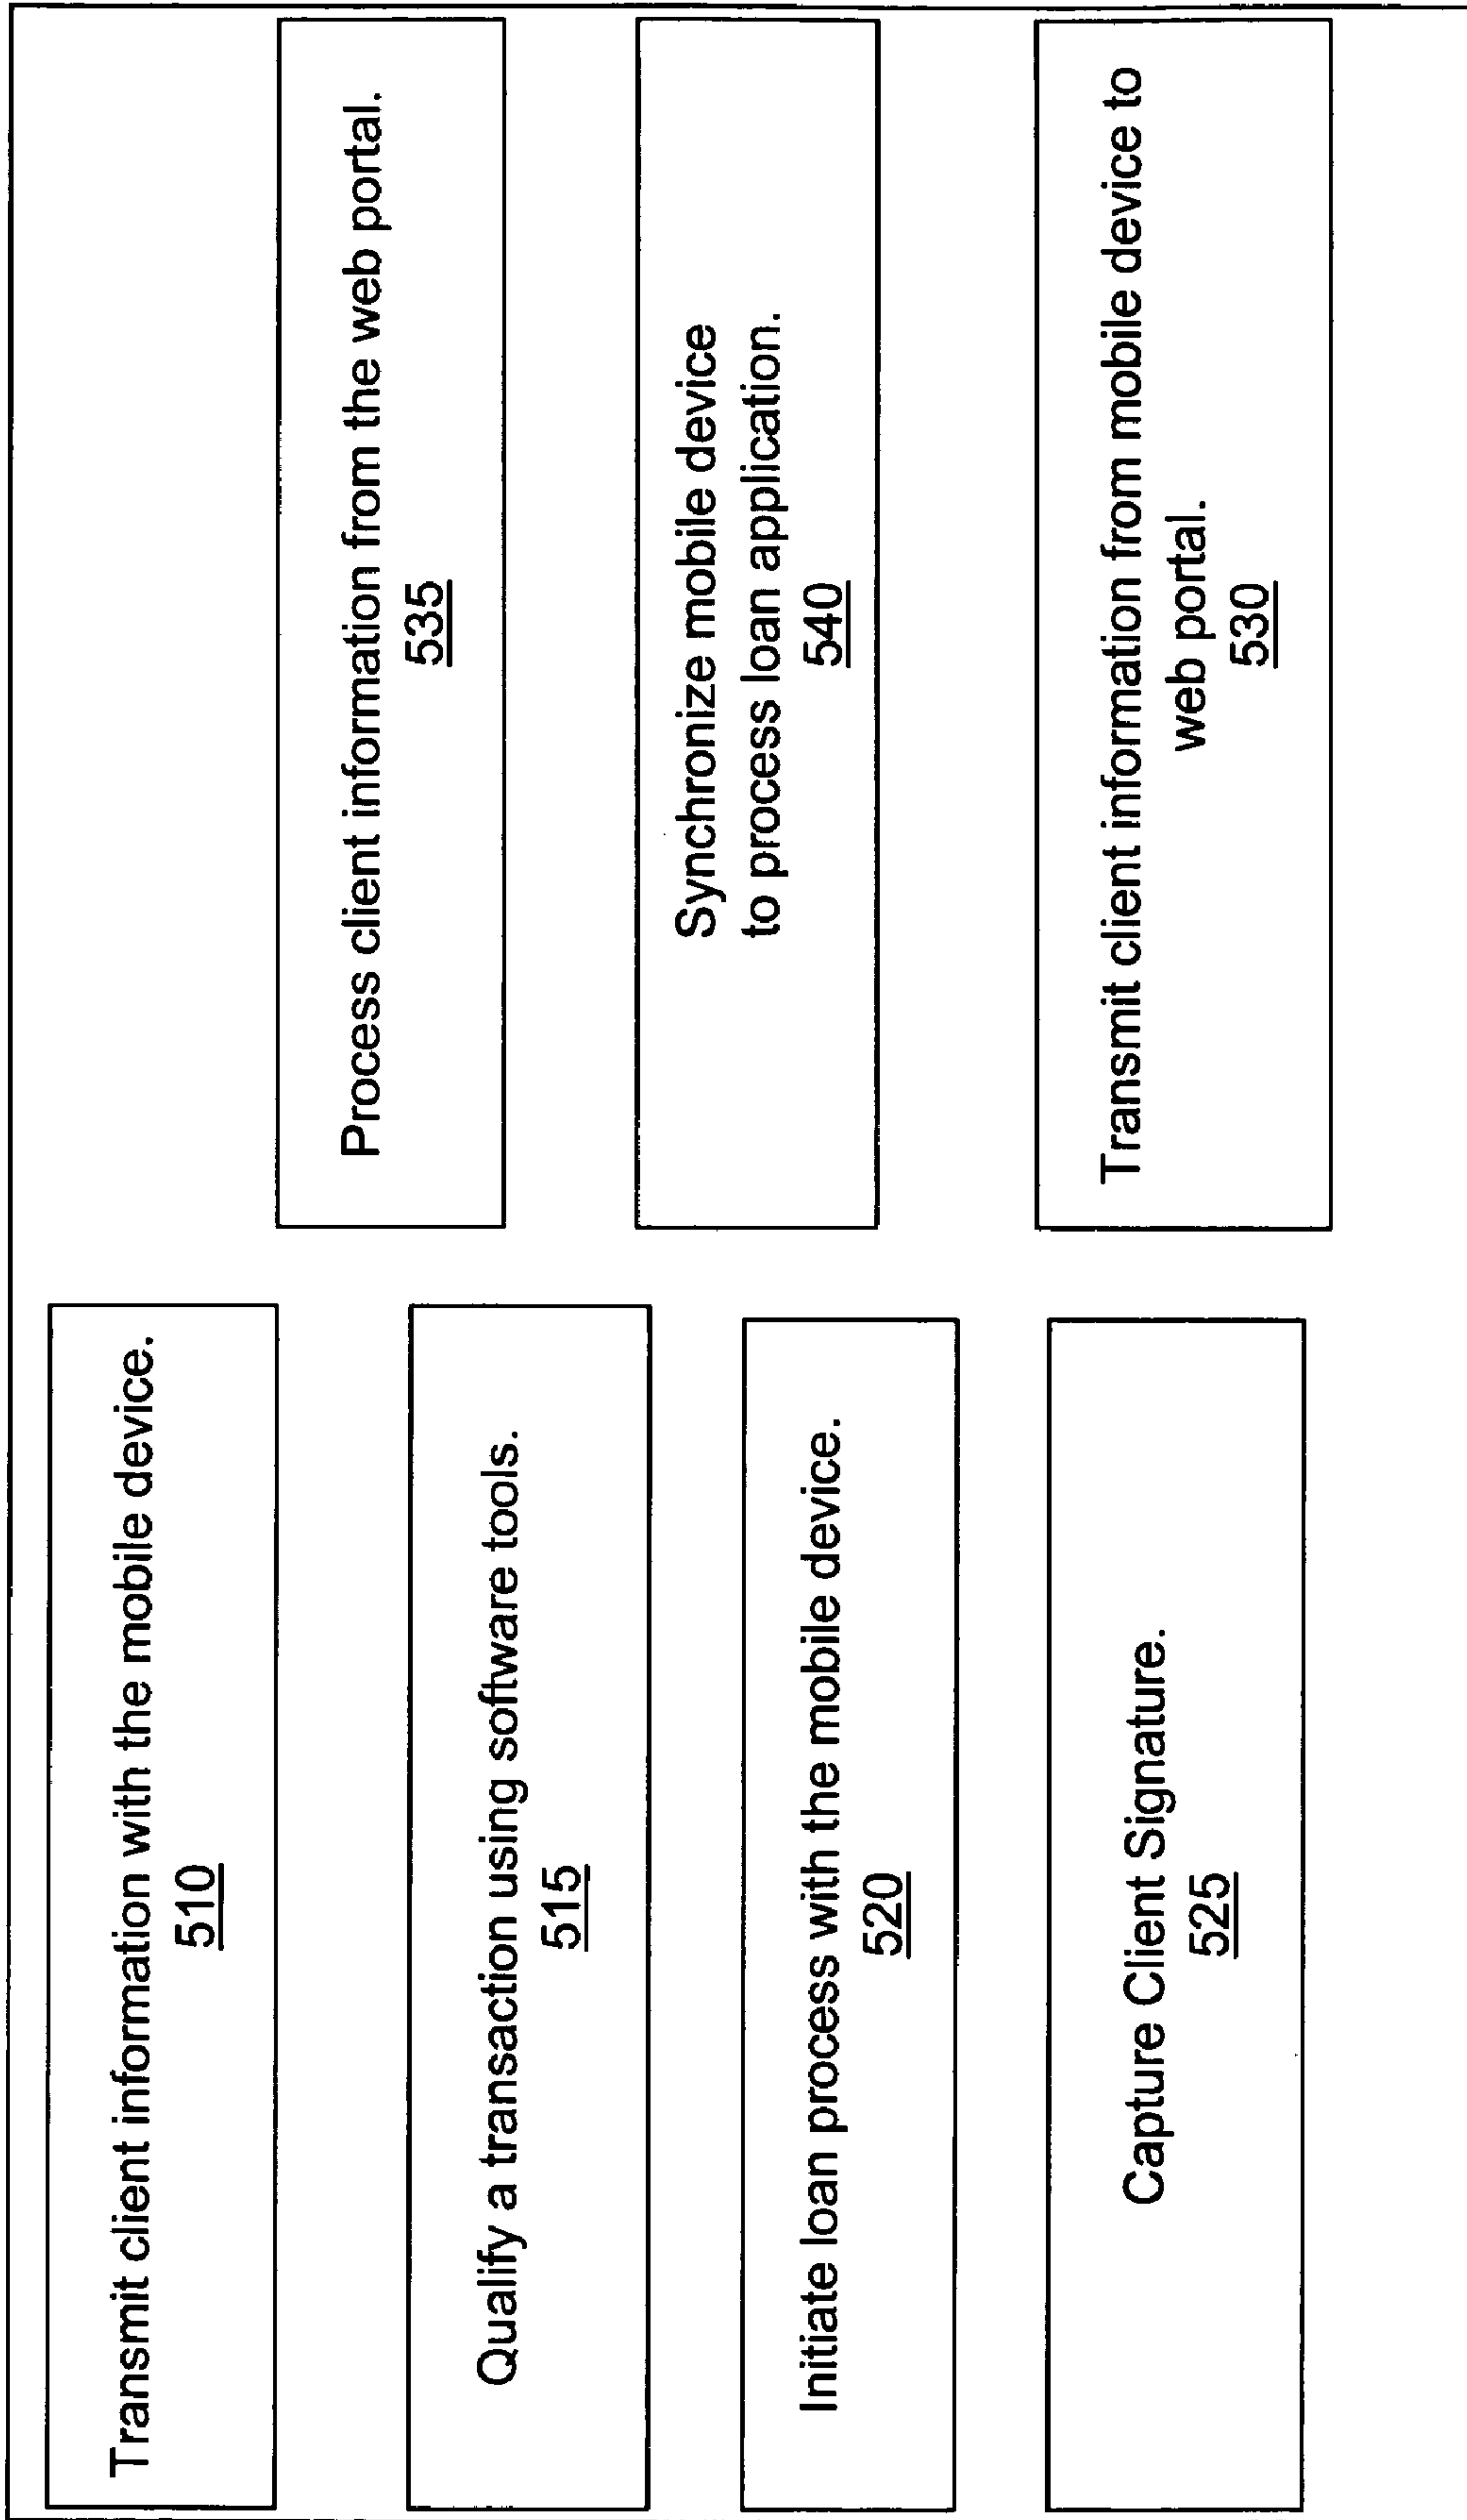 Transmit client information with the mobile device.
510
Qualify a transaction using software tools.
515
Initiate loan process with the mobile device.
520
Capture Client Signature.
525
Process client information from the web portal.
535
Synchronize mobile device
to process loan application.
540
Transmit client information from mobile device to
web portal.
530